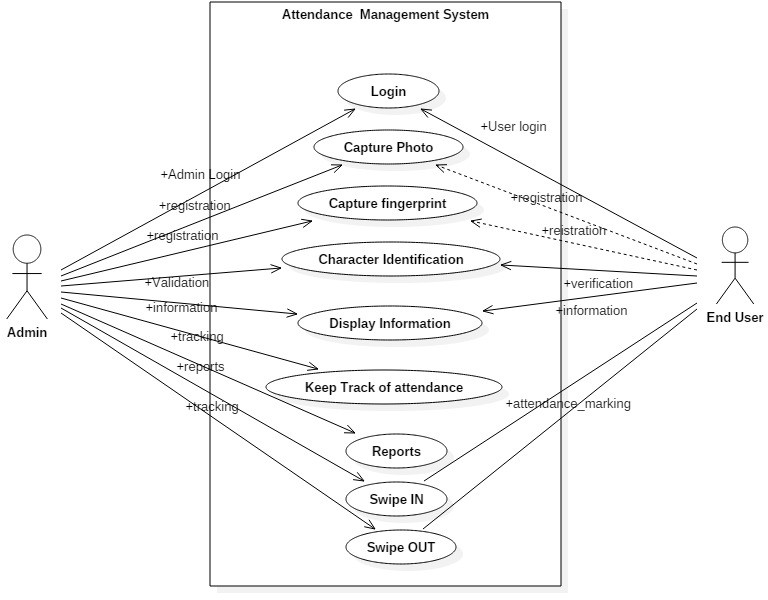 Attendance  Management System
Login
+User login
Capture Photo
+Admin Login
+registration
+registration
Capture fingerprint
+registration
+reistration
Character Identification
+Validation
+verification
+information
+information
Display Information
Admin
End User
+tracking
+reports
Keep Track of attendance
+tracking
+attendance_marking
Reports
Swipe IN
Swipe OUT